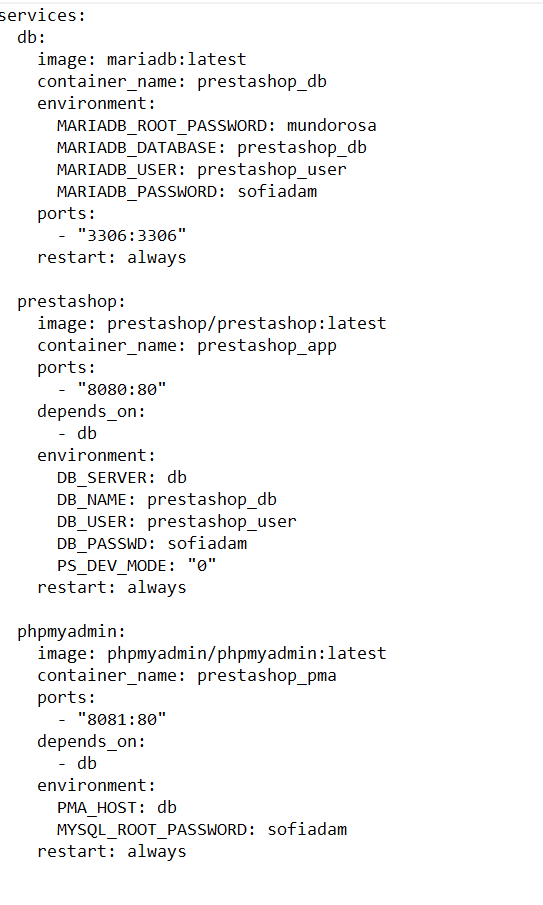 services:
  db:
    image: mariadb:latest
    container_name: prestashop_db
    environment:
      MARIADB_ROOT_PASSWORD: mundorosa
      MARIADB_DATABASE: prestashop_db
      MARIADB_USER: prestashop_user
      MARIADB_PASSWORD: sofiadam
    ports:
      - "3306:3306"
    restart: always

  prestashop:
    image: prestashop/prestashop:latest
    container_name: prestashop_app
    ports:
      - "8080:80"
    depends_on:
      - db
    environment:
      DB_SERVER: db
      DB_NAME: prestashop_db
      DB_USER: prestashop_user
      DB_PASSWD: sofiadam
      PS_DEV_MODE: "0"
    restart: always

  phpmyadmin:
    image: phpmyadmin/phpmyadmin:latest
    container_name: prestashop_pma
    ports:
      - "8081:80"
    depends_on:
      - db
    environment:
      PMA_HOST: db
      MYSQL_ROOT_PASSWORD: sofiadam
    restart: always